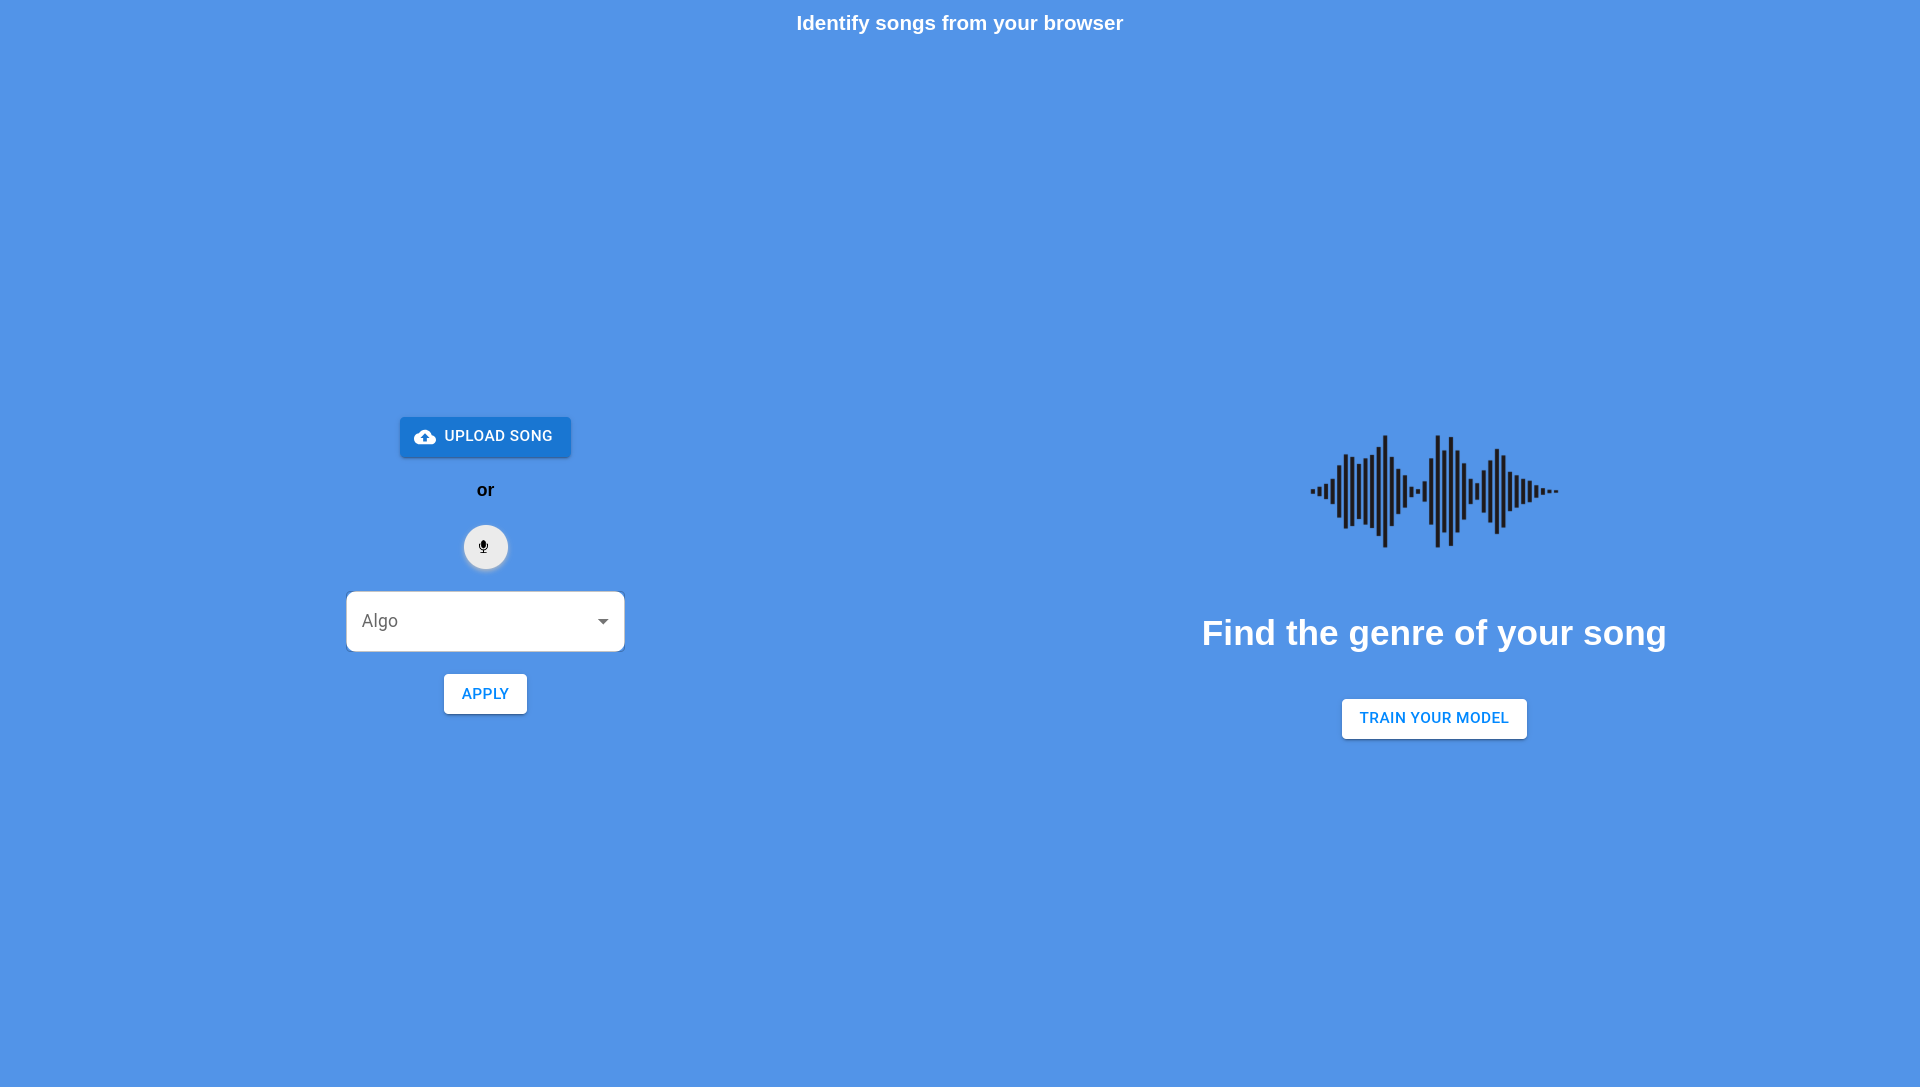 Identify songs from your browser
UPLOAD SONG
or
Algo
APPLY
Find the genre of your song
TRAIN YOUR MODEL